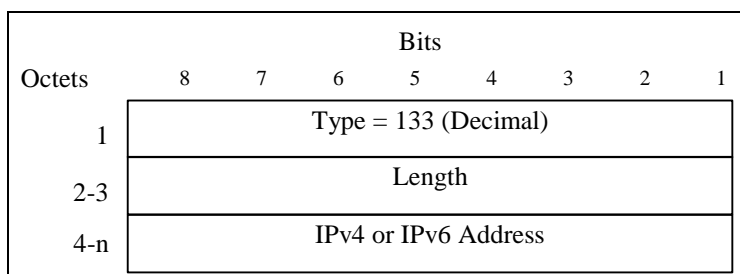 Bits
Octets 8 7 6 5 4 3 2 1
1 Type = 133 (Decimal)
2-3 Length
4-n IPv4 or IPv6 Address